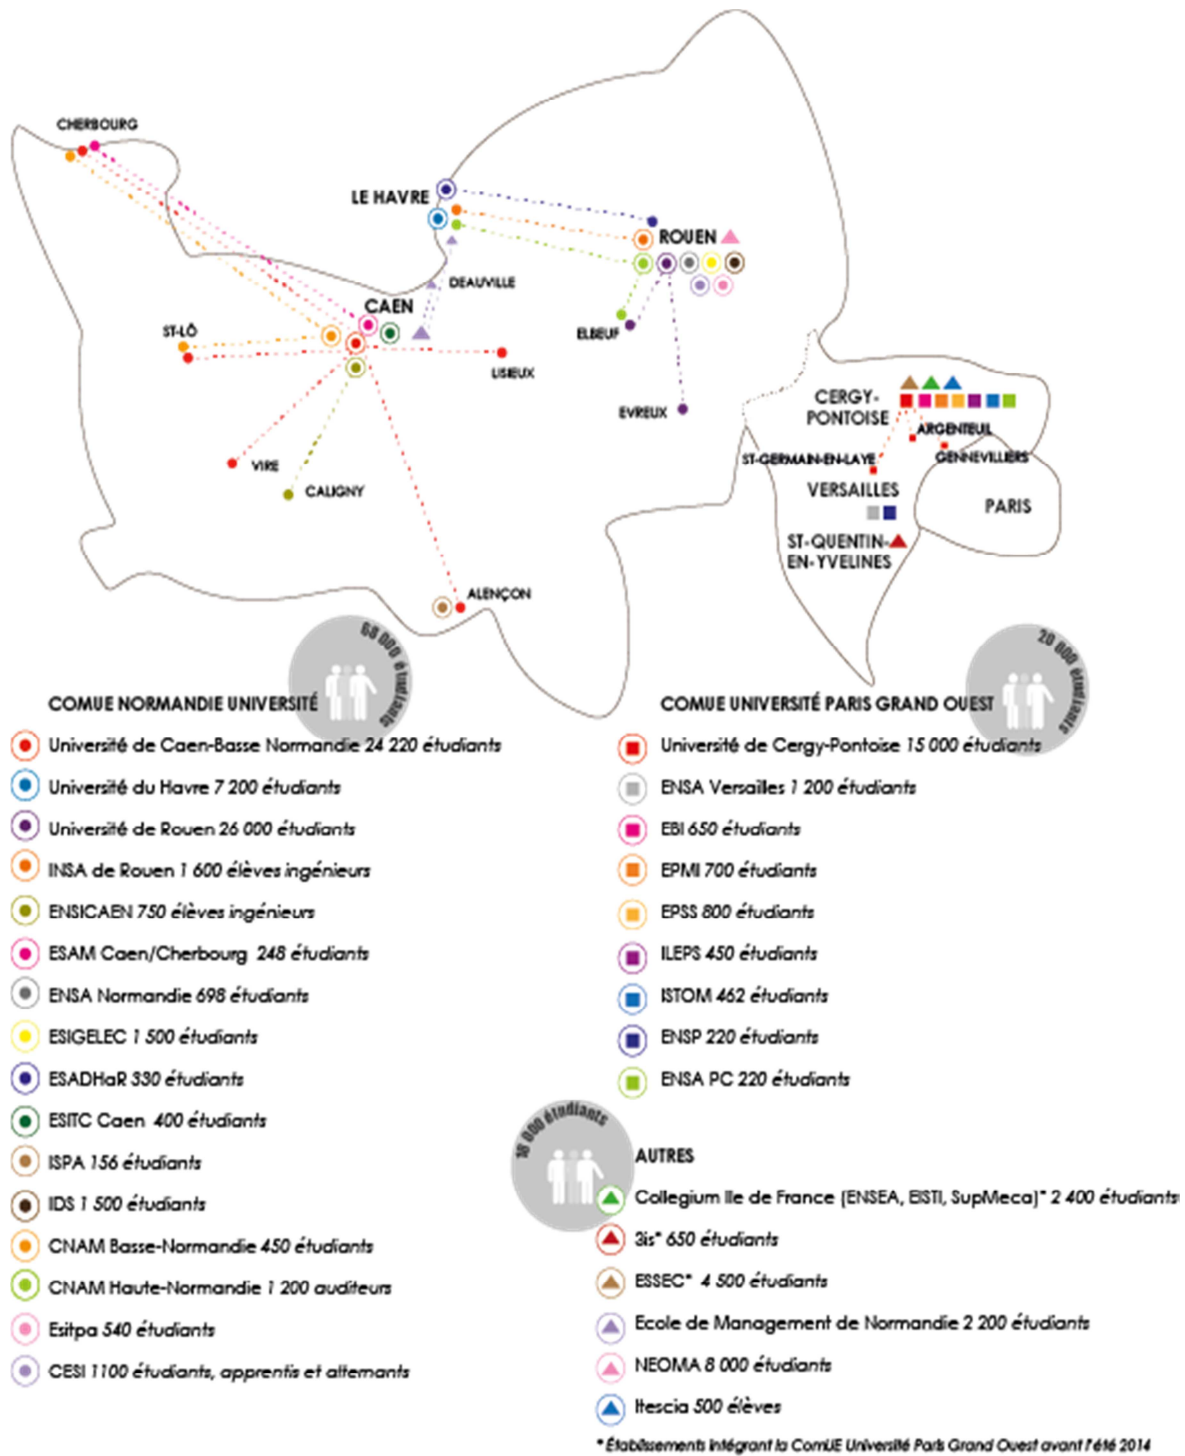 CHERBOURG
LE HAVRE
ROUEN
DEAUVILLE
CAEN
ST-LÔ
ELBEUF
LISIEUX
EVREUX
CERGY-
PONTOISE
ARGENTEUIL
ST-GERMAIN-EN-LAYE
GENNEVILLIERS
VIRE
CALIGNY
VERSAILLES
PARIS
ST-QUENTIN-
EN-YVELINES
ALENÇON
68 000 étudiants
COMUE NORMANDIE UNIVERSITÉ
Université de Caen-Basse Normandie 24 220 étudiants
Université du Havre 7 200 étudiants
Université de Rouen 26 000 étudiants
INSA de Rouen 1 600 élèves ingénieurs
ENSICAEN 750 élèves ingénieurs
ESAM Caen/Cherbourg 248 étudiants
ENSA Normandie 698 étudiants
ESIGELEC 1 500 étudiants
ESADHaR 330 étudiants
ESITC Caen 400 étudiants
ISPA 156 étudiants
IDS 1 500 étudiants
CNAM Basse-Normandie 450 étudiants
CNAM Haute-Normandie 1 200 auditeurs
Esitpa 540 étudiants
CESI 1100 étudiants, apprentis et alternants
20 000 étudiants
COMUE UNIVERSITÉ PARIS GRAND OUEST
Université de Cergy-Pontoise 15 000 étudiants
ENSA Versailles 1 200 étudiants
EBI 650 étudiants
EPMI 700 étudiants
EPSS 800 étudiants
ILEPS 450 étudiants
ISTOM 462 étudiants
ENSP 220 étudiants
ENSA PC 220 étudiants
18 000 étudiants
AUTRES
Collegium Ile de France (ENSEA, EISTI, SupMeca)* 2 400 étudiants
3is* 650 étudiants
ESSEC* 4 500 étudiants
Ecole de Management de Normandie 2 200 étudiants
NEOMA 8 000 étudiants
Itescia 500 élèves
* Établissements intégrant la ComUE Université Paris Grand Ouest avant l'été 2014